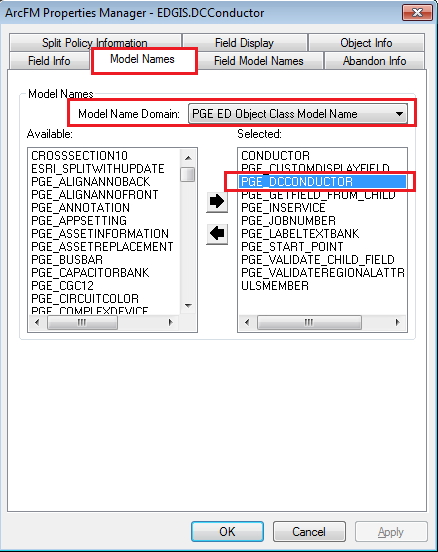 ArcFM Properties Manager - EDGIS.DCConductor
Split Policy Information Field Display Object Info
Field Info Model Names Field Model Names Abandon Info
Model Names
Model Name Domain: PGE ED Object Class Model Name
Available: Selected:
CROSSSECTION10
ESRI_SPLITWITHUPDATE
PGE_ALIGNANNOBACK
PGE_ALIGNANNOFRONT
PGE_ANNOTATION
PGE_APPSETTING
PGE_ASSETINFORMATION
PGE_ASSETREPLACEMENT
PGE_BUSBAR
PGE_CAPACITORBANK
PGE_CGC12
PGE_CIRCUITCOLOR
PGE_COMPLEXDEVICE
CONDUCTOR
PGE_CUSTOMDISPLAYFIELD
PGE_DCCONDUCTOR
PGE_GETFIELD_FROM_CHILD
PGE_INSERVICE
PGE_JOBNUMBER
PGE_LABELTEXTBANK
PGE_START_POINT
PGE_VALIDATE_CHILD_FIELD
PGE_VALIDATEREGIONALATTR
ULSMEMBER
OK Cancel Apply